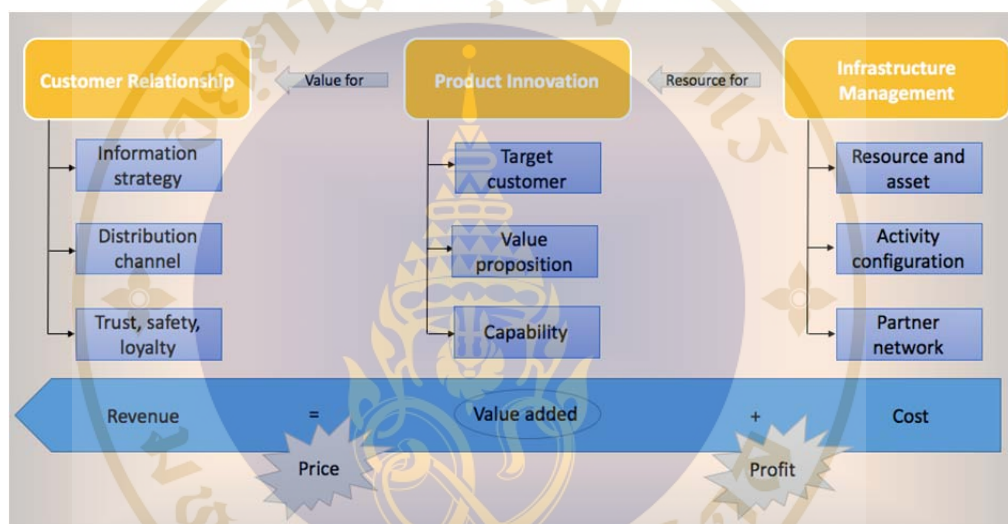 Customer Relationship
Value for
Product Innovation
Resource for
Infrastructure
Management
Information
strategy
Target
customer
Resource and
asset
Distribution
channel
Value
proposition
Activity
configuration
Trust, safety,
loyalty
Capability
Partner
network
Revenue = Value added + Cost
Price
Profit